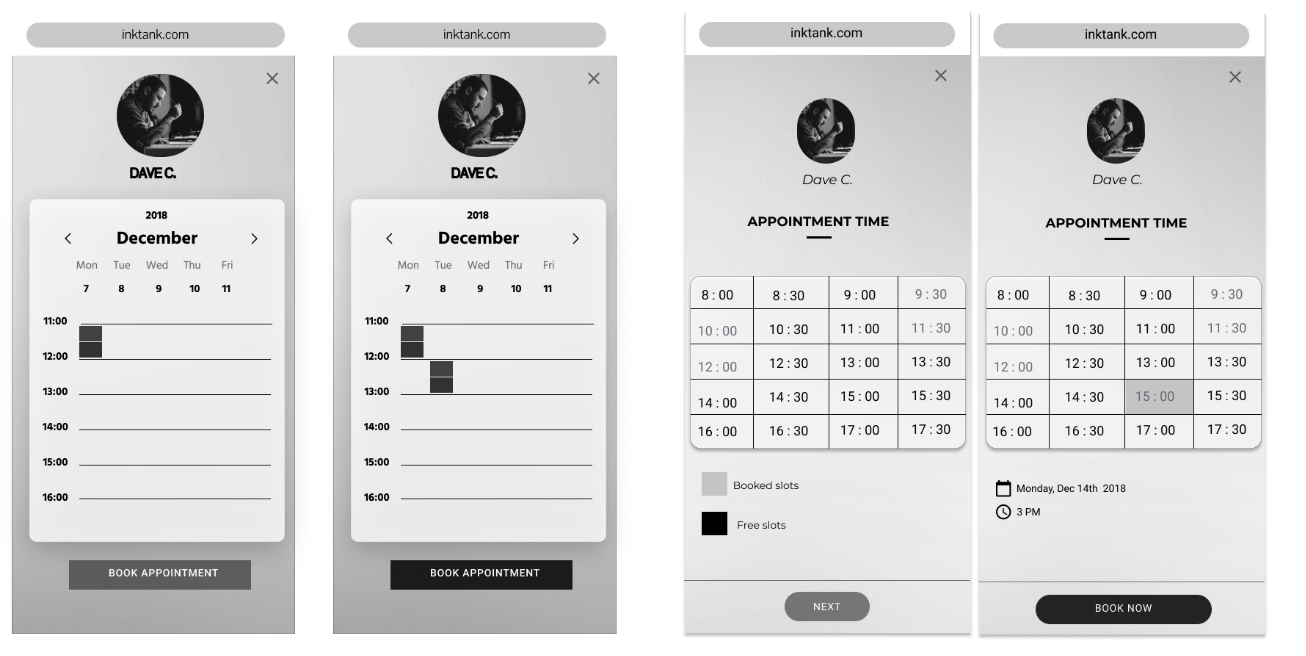 inktank.com
DAVE C.
2018
December
Mon Tue Wed Thu Fri
7 8 9 10 11
11:00
12:00
13:00
14:00
15:00
16:00
BOOK APPOINTMENT
inktank.com
DAVE C.
2018
December
Mon Tue Wed Thu Fri
7 8 9 10 11
11:00
12:00
13:00
14:00
15:00
16:00
BOOK APPOINTMENT
inktank.com
Dave C.
APPOINTMENT TIME
8 : 00 8 : 30 9 : 00 9 : 30
10 : 00 10 : 30 11 : 00 11 : 30
12 : 00 12 : 30 13 : 00 13 : 30
14 : 00 14 : 30 15 : 00 15 : 30
16 : 00 16 : 30 17 : 00 17 : 30
Booked slots
Free slots
NEXT
inktank.com
Dave C.
APPOINTMENT TIME
8 : 00 8 : 30 9 : 00 9 : 30
10 : 00 10 : 30 11 : 00 11 : 30
12 : 00 12 : 30 13 : 00 13 : 30
14 : 00 14 : 30 15 : 00 15 : 30
16 : 00 16 : 30 17 : 00 17 : 30
Monday, Dec 14th 2018
3 PM
BOOK NOW